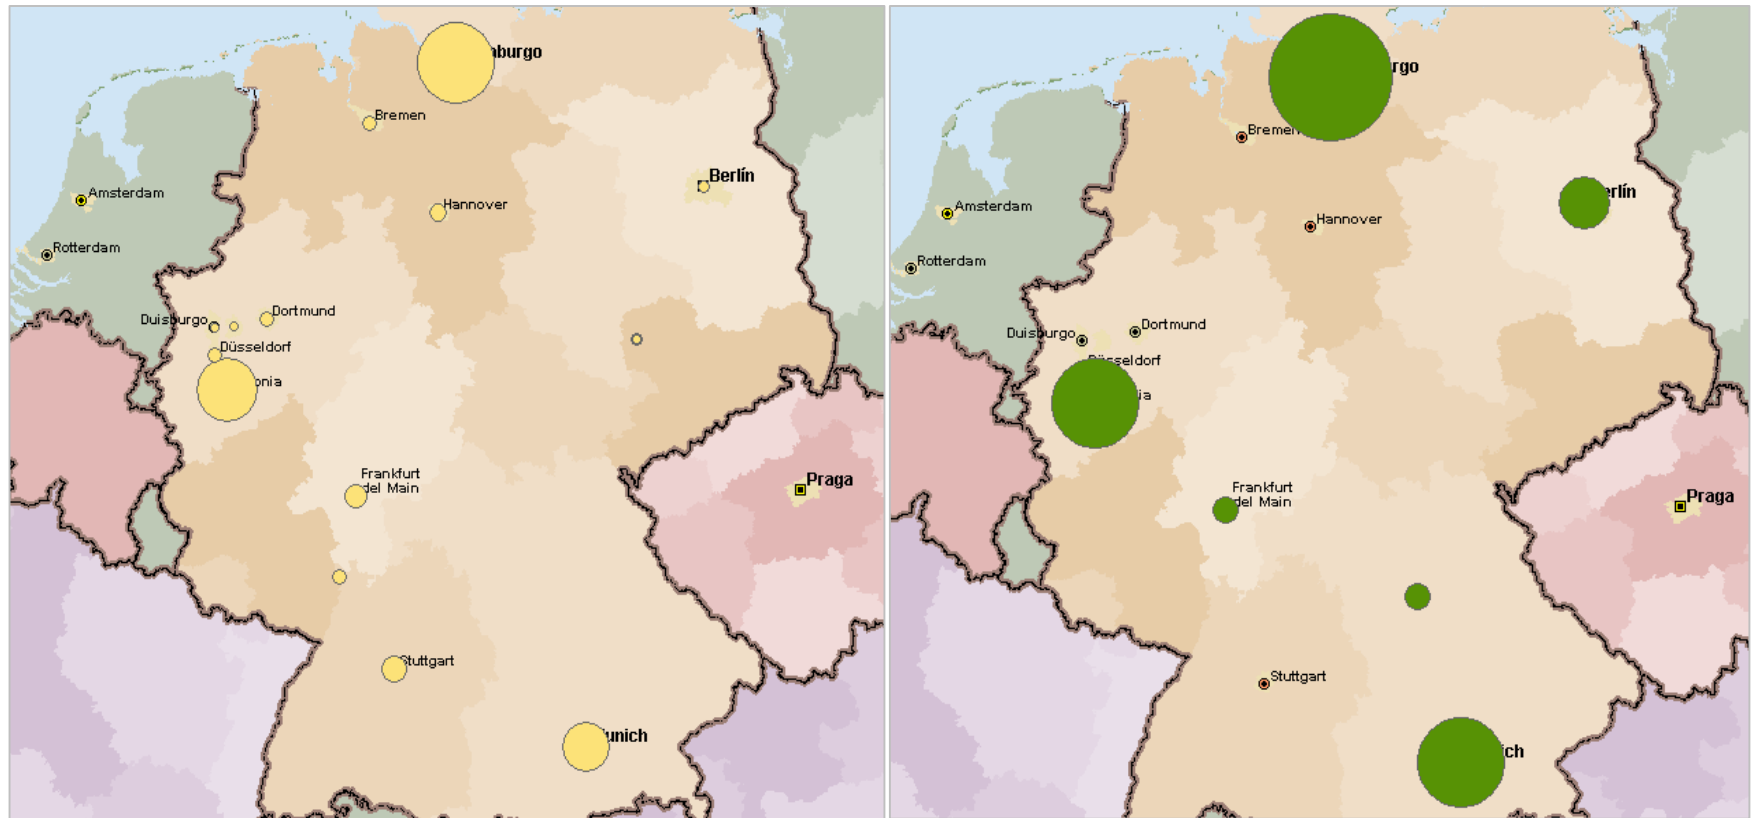 nburgo
Bremen
Berlín
Amsterdam
Hannover
Rotterdam
Duisburgo
Dortmund
Düsseldorf
onia
Frankfurt
del Main
Praga
Stuttgart
unich
rgo
Bremen
erlín
Amsterdam
Hannover
Rotterdam
Duisburgo
Dortmund
Düsseldorf
ia
Frankfurt
del Main
Praga
Stuttgart
ich